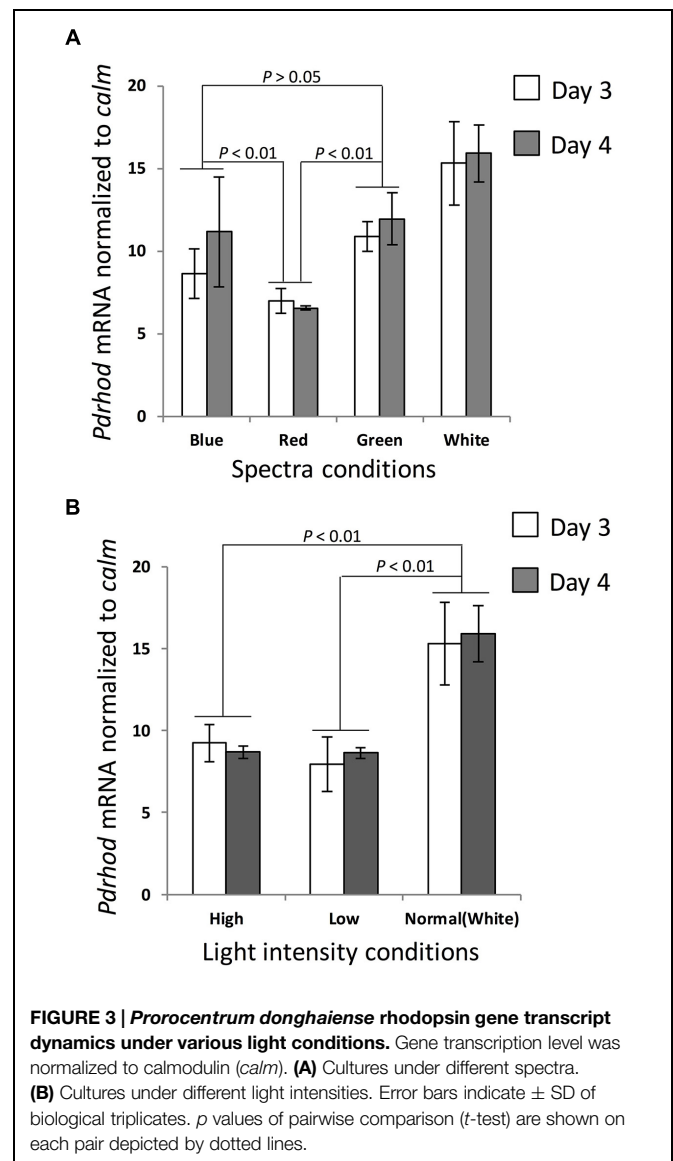 A
Pdrhod mRNA normalized to calm
P > 0.05
P < 0.01
P < 0.01
20
15
10
5
0
Day 3
Day 4
Blue Red Green White
Spectra conditions
B
Pdrhod mRNA normalized to calm
P < 0.01
P < 0.01
20
15
10
5
0
Day 3
Day 4
High Low Normal(White)
Light intensity conditions
FIGURE 3 | Prorocentrum donghaiense rhodopsin gene transcript
dynamics under various light conditions. Gene transcription level was
normalized to calmodulin (calm). (A) Cultures under different spectra.
(B) Cultures under different light intensities. Error bars indicate ± SD of
biological triplicates. p values of pairwise comparison (t-test) are shown on
each pair depicted by dotted lines.